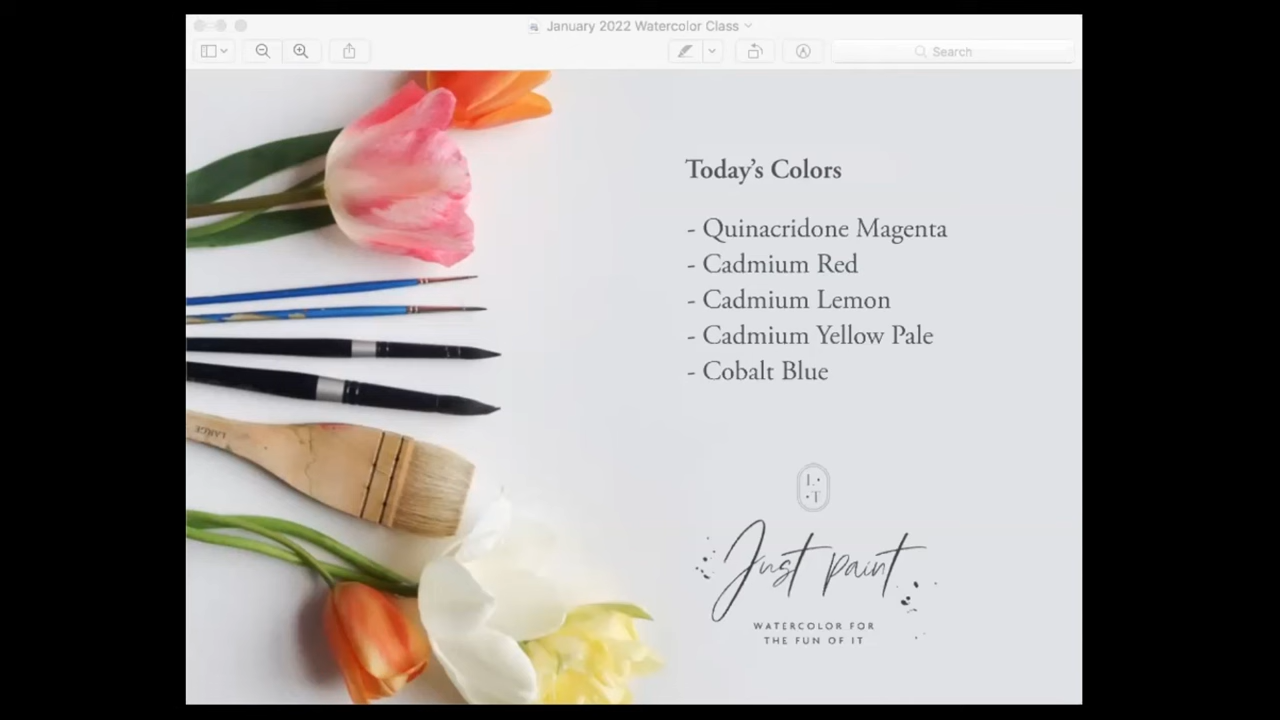 January 2022 Watercolor Class
Search
Today's Colors
- Quinacridone Magenta
- Cadmium Red
- Cadmium Lemon
- Cadmium Yellow Pale
- Cobalt Blue
LARGE
L
T
Just paint
WATERCOLOR FOR
THE FUN OF IT